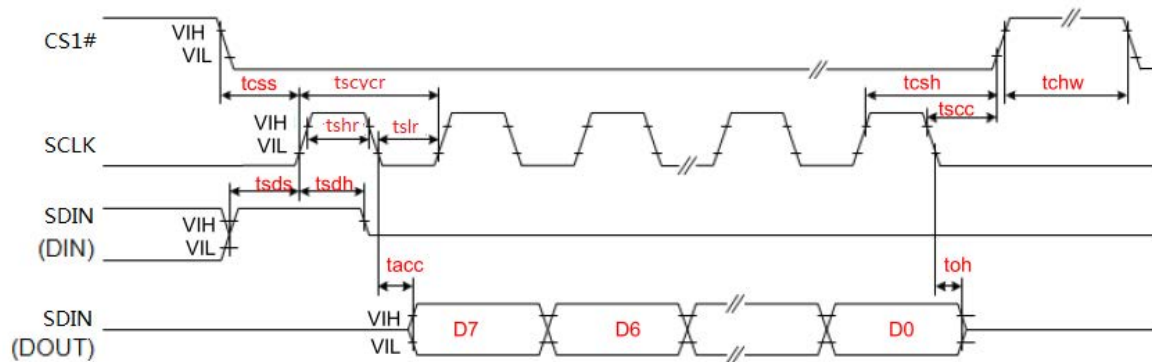 CS1#
VIH
VIL
tcss
tscycr
tcsh
tchw
tscc
SCLK
VIH
VIL
tshr
tslr
tsds
tsdh
SDIN
(DIN)
VIH
VIL
tacc
toh
SDIN
(DOUT)
VIH
VIL
D7
D6
D0